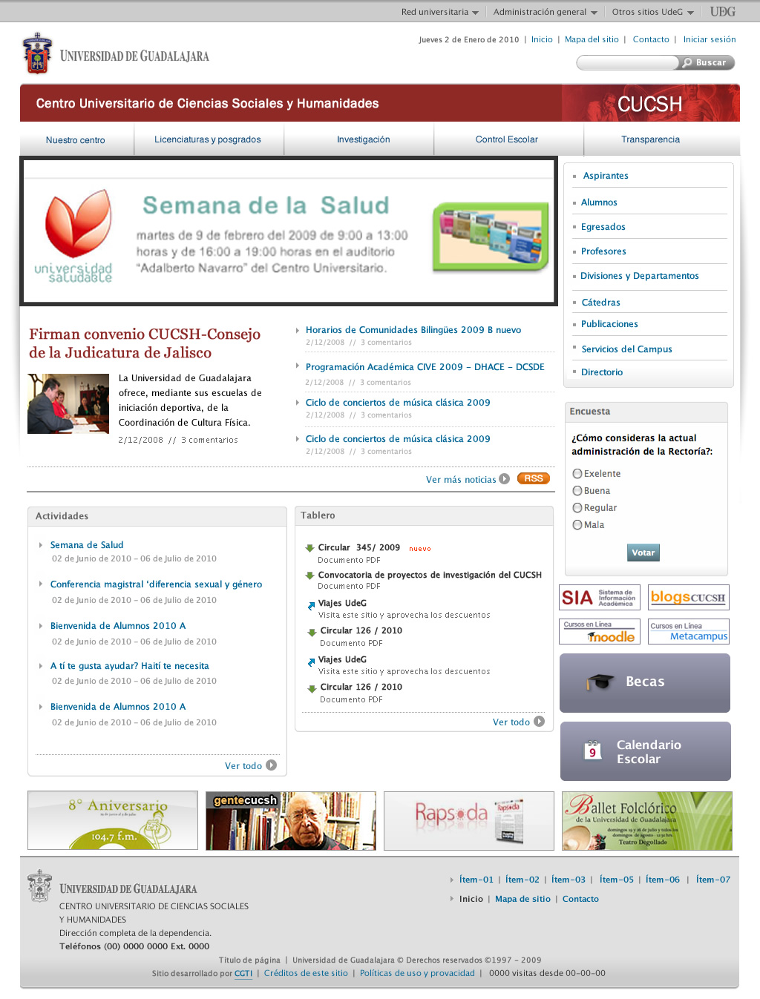 Red universitaria
Administración general
Otros sitios UdeG
UDG
Jueves 2 de Enero de 2010 | Inicio | Mapa del sitio | Contacto | Iniciar sesión
UNIVERSIDAD DE GUADALAJARA
Buscar
Centro Universitario de Ciencias Sociales y Humanidades
CUCSH
Nuestro centro
Licenciaturas y posgrados
Investigación
Control Escolar
Transparencia
Semana de la Salud
martes de 9 de febrero del 2009 de 9:00 a 13:00
horas y de 16:00 a 19:00 horas en el auditorio
“Adalberto Navarro” del Centro Universitario.
universidad
saludable
Aspirantes
Alumnos
Egresados
Profesores
Divisiones y Departamentos
Cátedras
Publicaciones
Servicios del Campus
Directorio
Firman convenio CUCSH-Consejo
de la Judicatura de Jalisco
La Universidad de Guadalajara
ofrece, mediante sus escuelas de
iniciación deportiva, de la
Coordinación de Cultura Física.
2/12/2008 // 3 comentarios
Horarios de Comunidades Bilingües 2009 B nuevo
2/12/2008 // 3 comentarios
Programación Académica CIVE 2009 - DHACE - DCSDE
2/12/2008 // 3 comentarios
Ciclo de conciertos de música clásica 2009
2/12/2008 // 3 comentarios
Ciclo de conciertos de música clásica 2009
2/12/2008 // 3 comentarios
Ver más noticias
RSS
Encuesta
¿Cómo consideras la actual
administración de la Rectoría?:
Exelente
Buena
Regular
Mala
Votar
Actividades
Semana de Salud
02 de Junio de 2010 - 06 de Julio de 2010
Conferencia magistral ‘diferencia sexual y género
02 de Junio de 2010 - 06 de Julio de 2010
Bienvenida de Alumnos 2010 A
02 de Junio de 2010 - 06 de Julio de 2010
A tí te gusta ayudar? Haití te necesita
02 de Junio de 2010 - 06 de Julio de 2010
Bienvenida de Alumnos 2010 A
02 de Junio de 2010 - 06 de Julio de 2010
Ver todo
Tablero
Circular 345/ 2009 nuevo
Documento PDF
Convocatoria de proyectos de investigación del CUCSH
Documento PDF
Viajes UdeG
Visita este sitio y aprovecha los descuentos
Circular 126 / 2010
Documento PDF
Viajes UdeG
Visita este sitio y aprovecha los descuentos
Circular 126 / 2010
Documento PDF
Ver todo
SIA Sistema de
Información
Académica
blogsCUCSH
Cursos en Línea
moodle
Cursos en Línea
Metacampus
Becas
9
Calendario
Escolar
8º Aniversario
104.7 f.m.
gentecucsh
Rapsoda
Ballet Folclórico
de la Universidad de Guadalajara
Teatro Degollado
UNIVERSIDAD DE GUADALAJARA
CENTRO UNIVERSITARIO DE CIENCIAS SOCIALES
Y HUMANIDADES
Dirección completa de la dependencia.
Teléfonos (00) 0000 0000 Ext. 0000
Ítem-01 | Ítem-02 | Ítem-03 | Ítem-05 | Ítem-06 | Ítem-07
Inicio | Mapa de sitio | Contacto
Título de página | Universidad de Guadalajara © Derechos reservados ©1997 - 2009
Sitio desarrollado por CGTI | Créditos de este sitio | Políticas de uso y provacidad | 0000 visitas desde 00-00-00